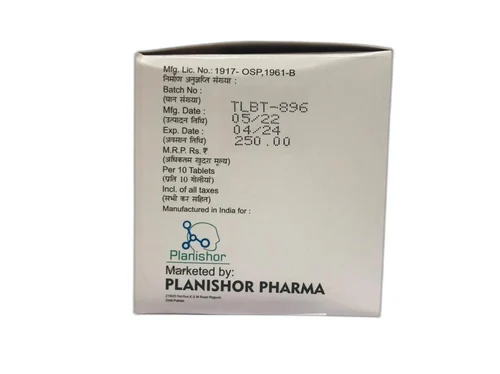 Mfg. Lic. No.: 1917- OSP,1961-B
निर्माण अनुज्ञप्ति संख्या :
Batch No : TLBT-896
(घान संख्या)
Mfg. Date : 05/22
(उत्पादन तिथि)
Exp. Date : 04/24
(अवसान तिथि)
M.R.P. Rs. ₹ 250.00
(अधिकतम खुदरा मूल्य)
Per 10 Tablets
(प्रति 10 गोलीयां)
Incl. of all taxes
(सभी कर सहित)
Manufactured in India for :
Planishor
Marketed by:
PLANISHOR PHARMA